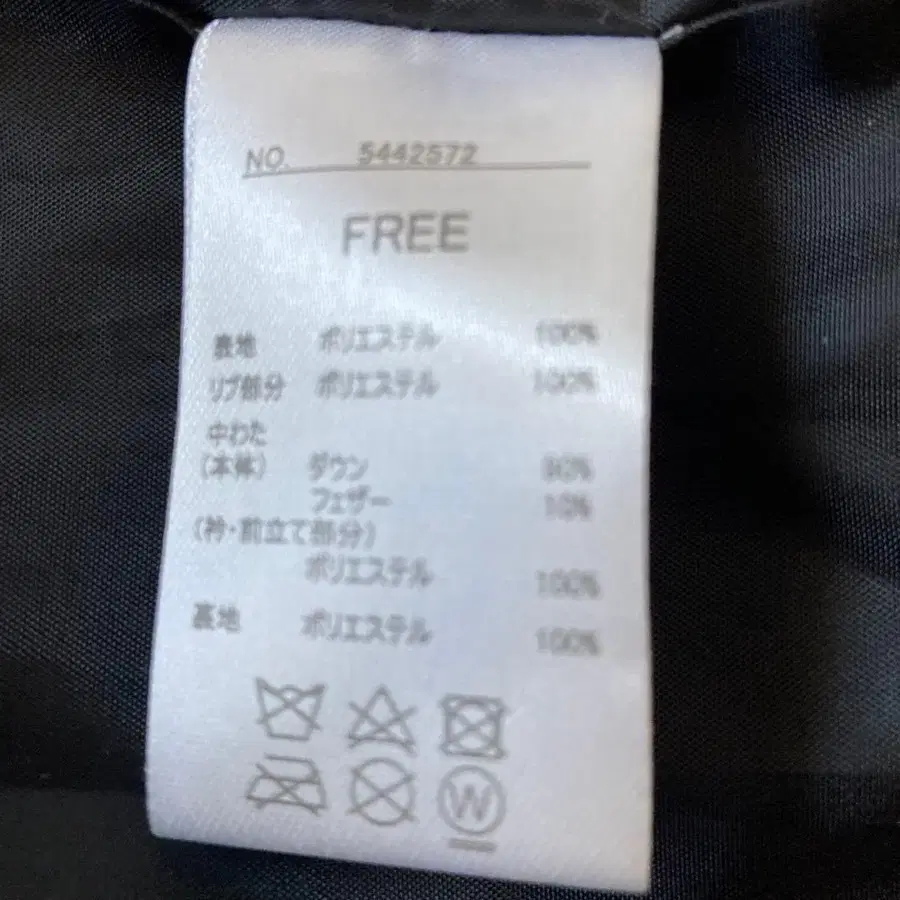 NO. 5442572
FREE
表地 ポリエステル 100%
リブ部分 ポリエステル 100%
中わた
(本体) ダウン 90%
フェザー 10%
(衿・前立て部分)
ポリエステル 100%
裏地 ポリエステル 100%
W